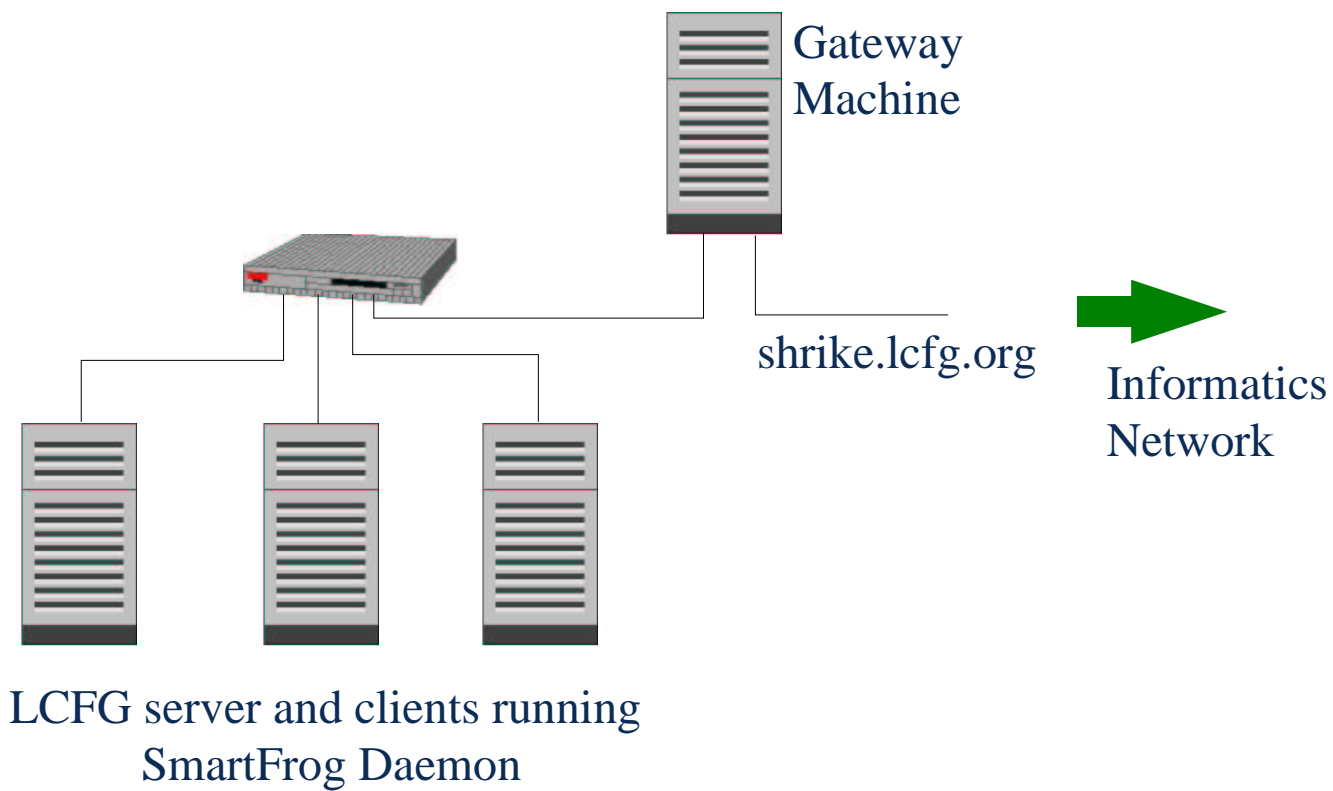 Gateway
Machine
shrike.lcfg.org
Informatics
Network
LCFG server and clients running
SmartFrog Daemon